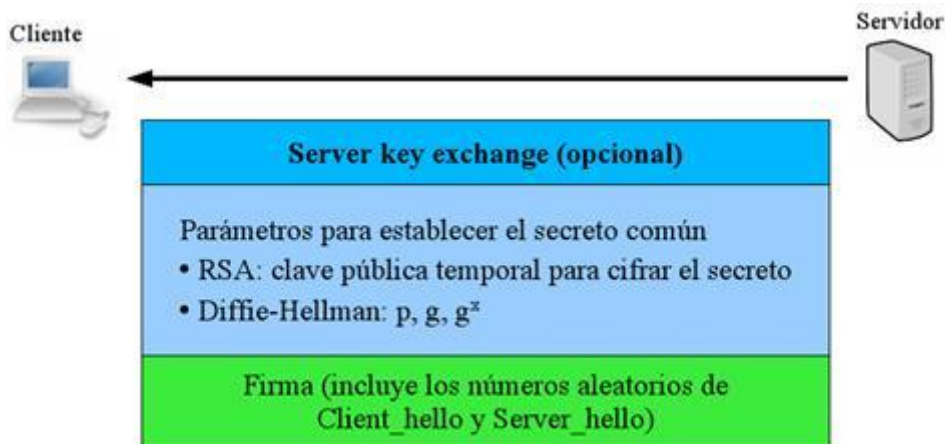 Cliente
Servidor
Server key exchange (opcional)
Parámetros para establecer el secreto común
• RSA: clave pública temporal para cifrar el secreto
• Diffie-Hellman: p, g, gˣ
Firma (incluye los números aleatorios de
Client_hello y Server_hello)